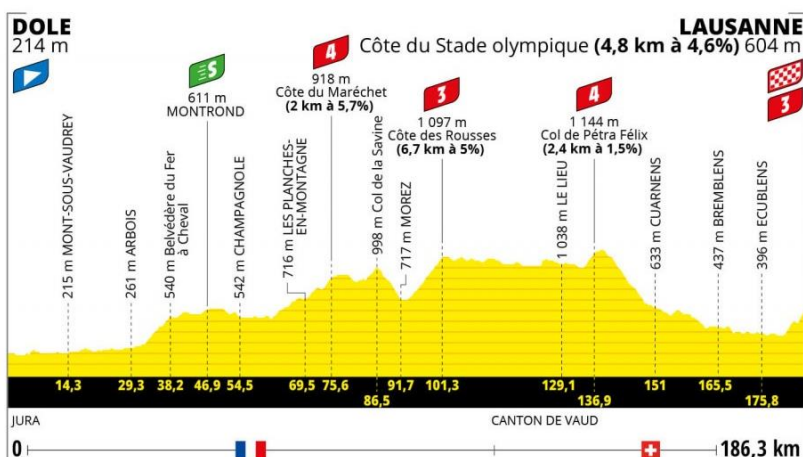 DOLE
214 m
LAUSANNE
Côte du Stade olympique (4,8 km à 4,6%) 604 m
S
611 m
MONTROND
4
918 m
Côte du Maréchet
(2 km à 5,7%)
3
1 097 m
Côte des Rousses
(6,7 km à 5%)
4
1 144 m
Col de Pétra Félix
(2,4 km à 1,5%)
3
215 m MONT-SOUS-VAUDREY
261 m ARBOIS
540 m Belvédère du Fer
à Cheval
542 m CHAMPAGNOLE
716 m LES PLANCHES-
EN-MONTAGNE
998 m Col de la Savine
717 m MOREZ
1 038 m LE LIEU
633 m CUARNENS
437 m BREMBLENS
396 m ECUBLENS
14,3 29,3 38,2 46,9 54,5 69,5 75,6 91,7 101,3 129,1 151 165,5
86,5 136,9 175,8
JURA CANTON DE VAUD
0 186,3 km